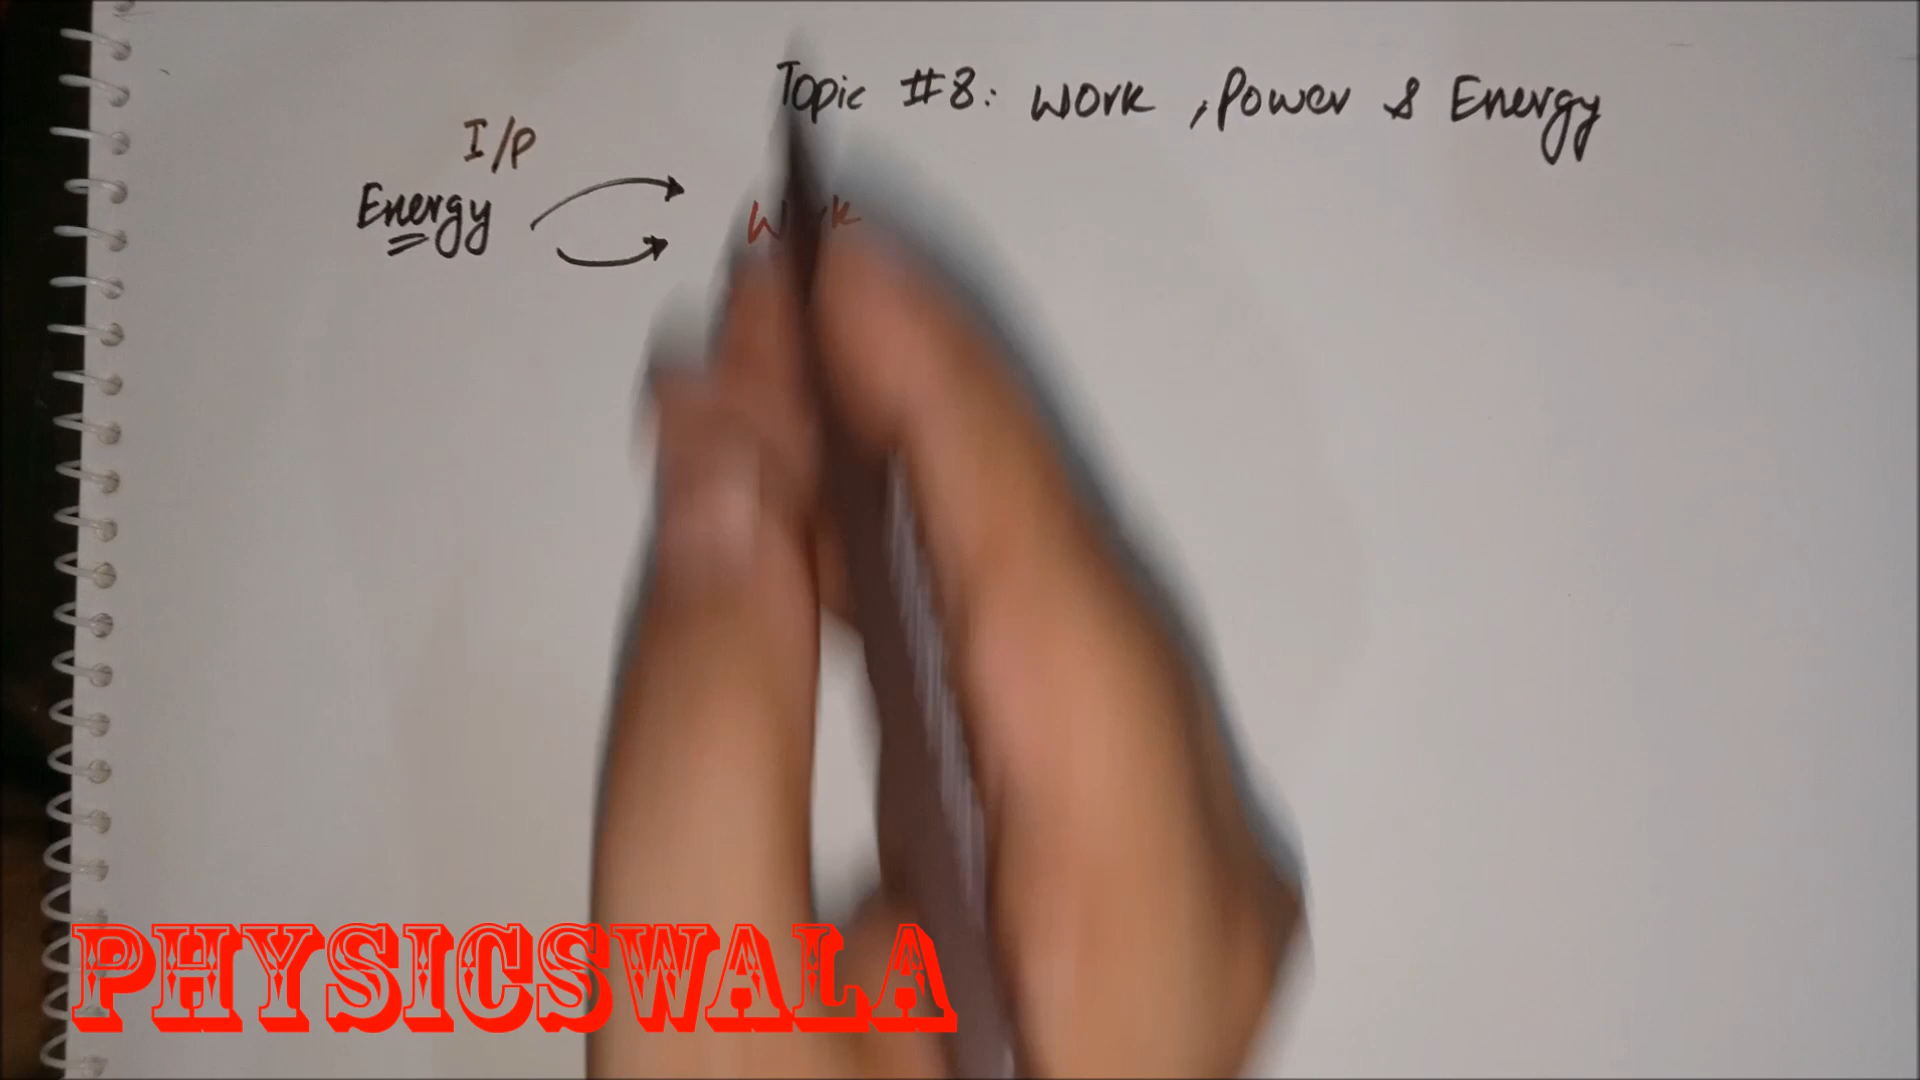 Topic #8: Work, Power & Energy
I/P
Energy
PHYSICSWALA